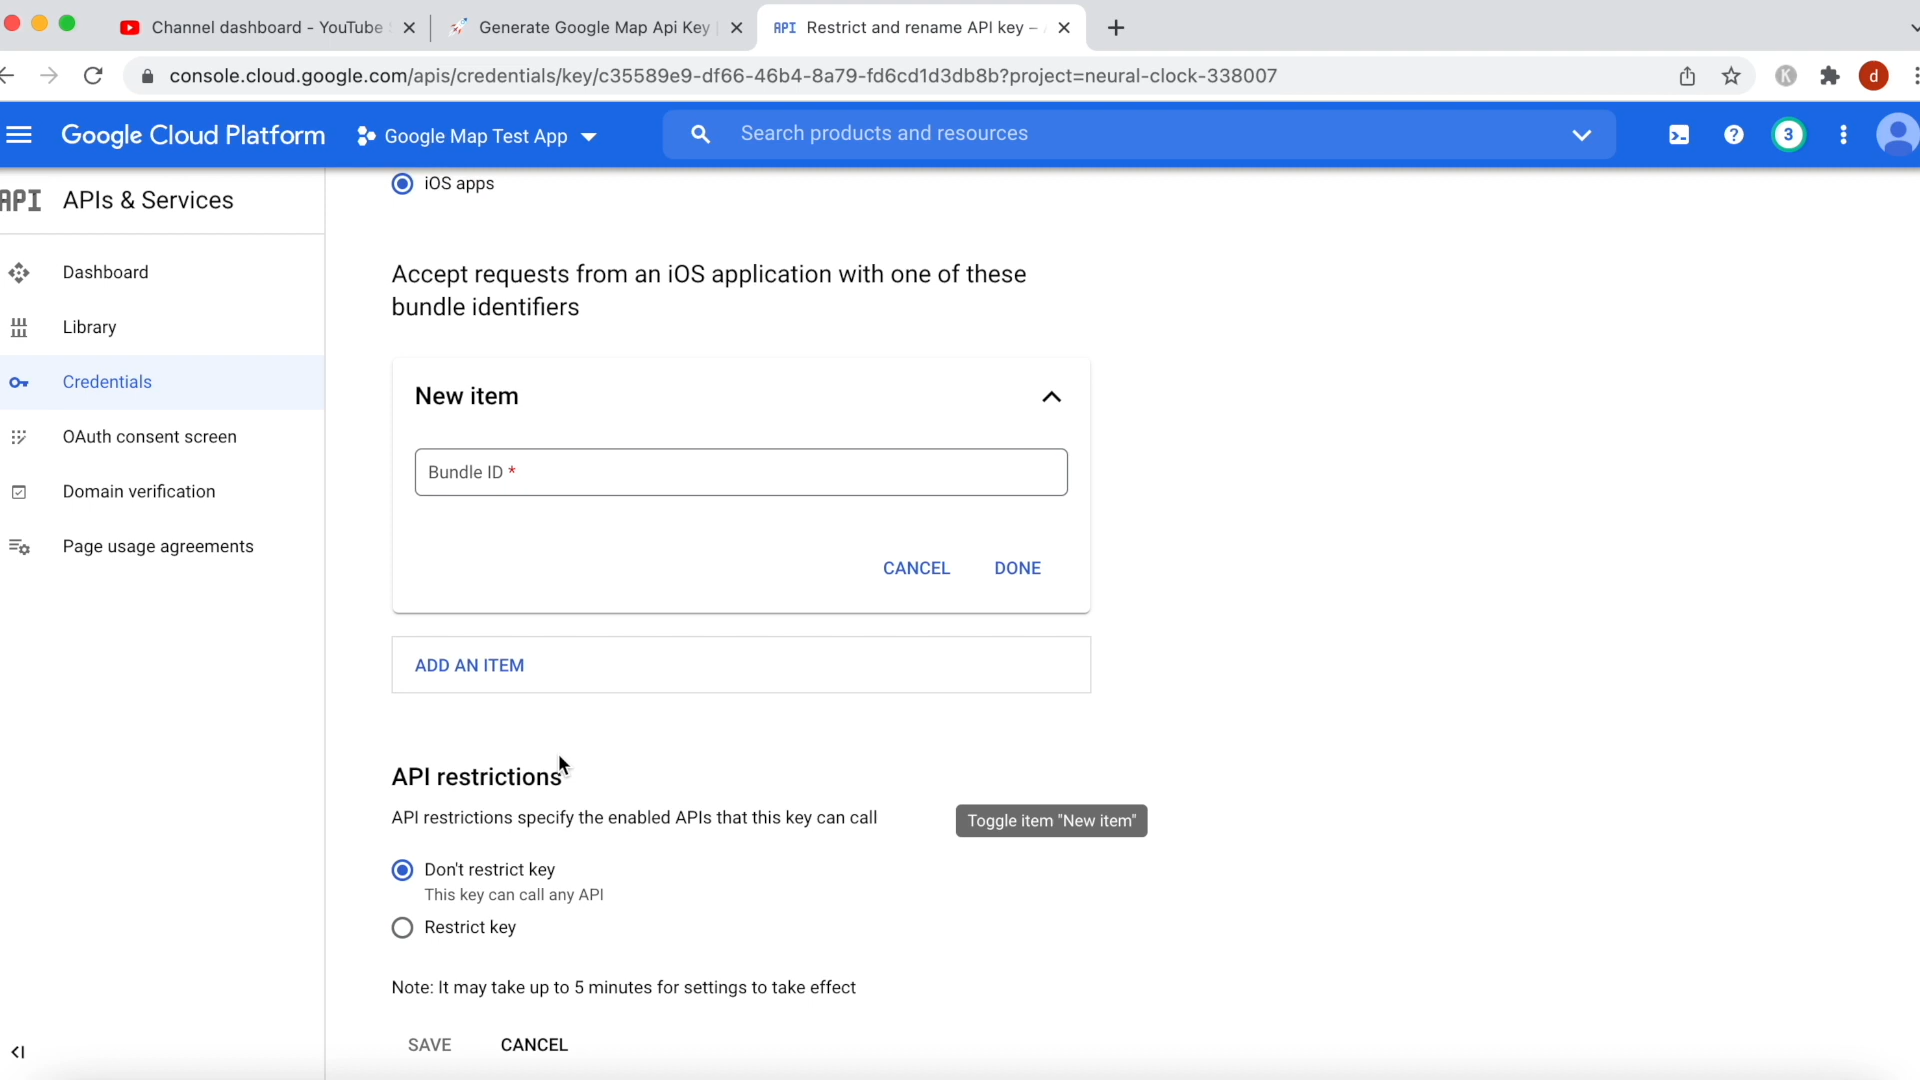 Channel dashboard - YouTube
Generate Google Map Api Key
API Restrict and rename API key –
console.cloud.google.com/apis/credentials/key/c35589e9-df66-46b4-8a79-fd6cd1d3db8b?project=neural-clock-338007
K
d
Google Cloud Platform
Google Map Test App
Search products and resources
3
API APIs & Services
iOS apps
Dashboard
Library
Credentials
OAuth consent screen
Domain verification
Page usage agreements
Accept requests from an iOS application with one of these
bundle identifiers
New item
Bundle ID *
CANCEL DONE
ADD AN ITEM
API restrictions
API restrictions specify the enabled APIs that this key can call
Toggle item "New item"
Don't restrict key
This key can call any API
Restrict key
Note: It may take up to 5 minutes for settings to take effect
SAVE CANCEL